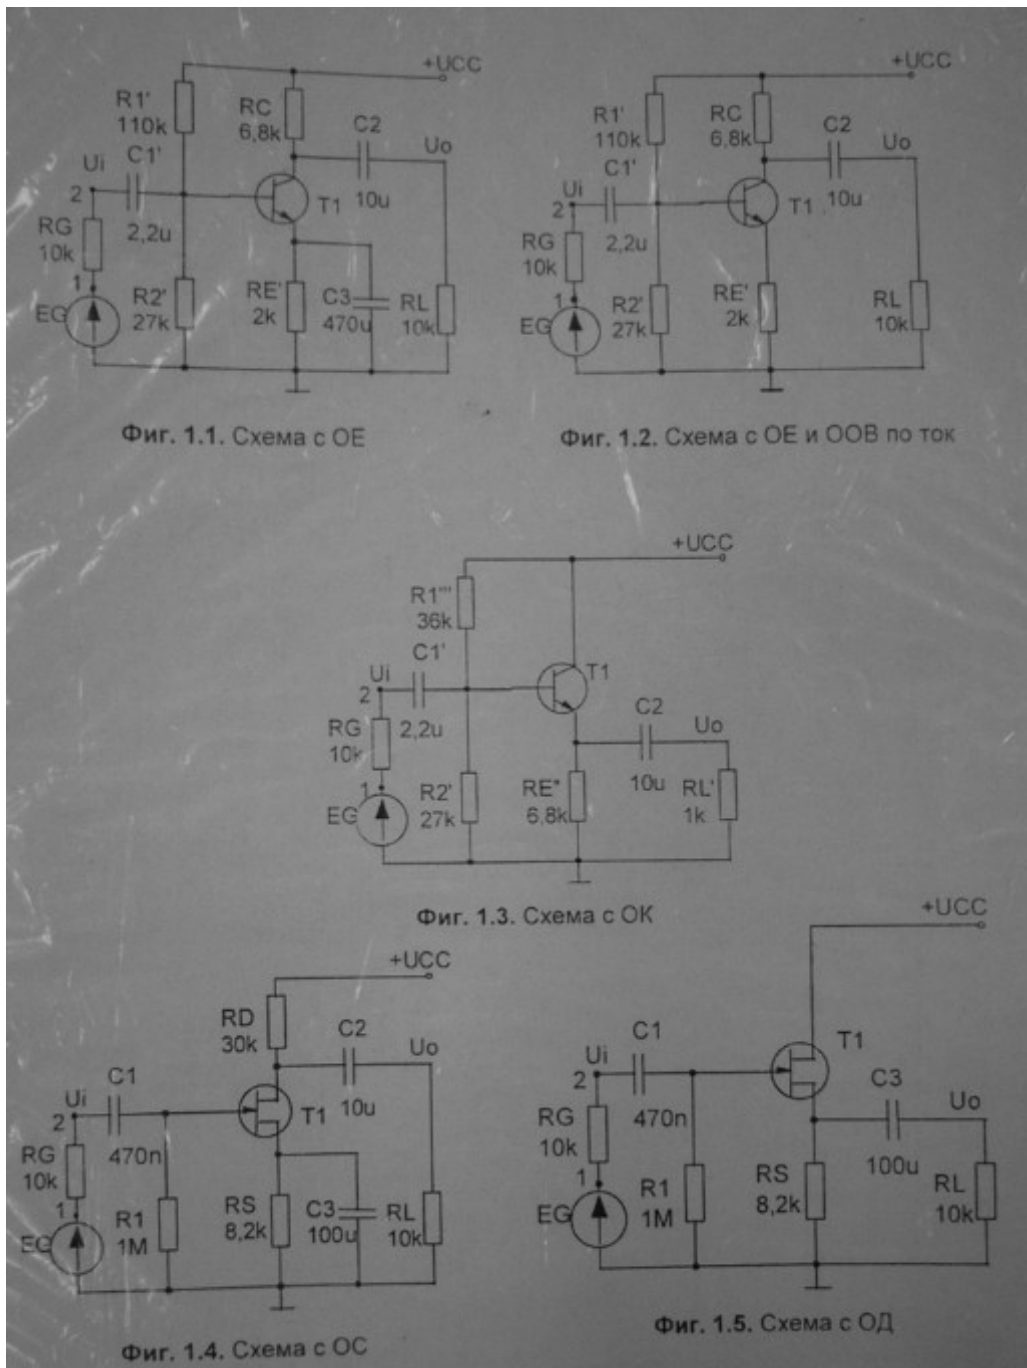 +UCC
R1'
110k
RC
6,8k
C2
Uo
Ui
C1'
2
T1
10u
RG
10k
2,2u
1
EG
R2'
27k
RE'
2k
C3
470u
RL
10k
Фиг. 1.1. Схема с ОЕ
+UCC
R1'
110k
RC
6,8k
C2
Uo
Ui
C1'
2
T1
10u
RG
10k
2,2u
1
EG
R2'
27k
RE'
2k
RL
10k
Фиг. 1.2. Схема с ОЕ и ООВ по ток
+UCC
R1'''
36k
C1'
Ui
2
T1
RG
10k
2,2u
C2
Uo
1
EG
R2'
27k
RE*
6,8k
10u
RL'
1k
Фиг. 1.3. Схема с ОК
+UCC
RD
30k
C2
Uo
C1
Ui
2
T1
10u
RG
10k
470n
1
EG
R1
1M
RS
8,2k
C3
100u
RL
10k
Фиг. 1.4. Схема с ОС
+UCC
C1
T1
Ui
2
C3
Uo
RG
10k
470n
1
100u
EG
R1
1M
RS
8,2k
RL
10k
Фиг. 1.5. Схема с ОД